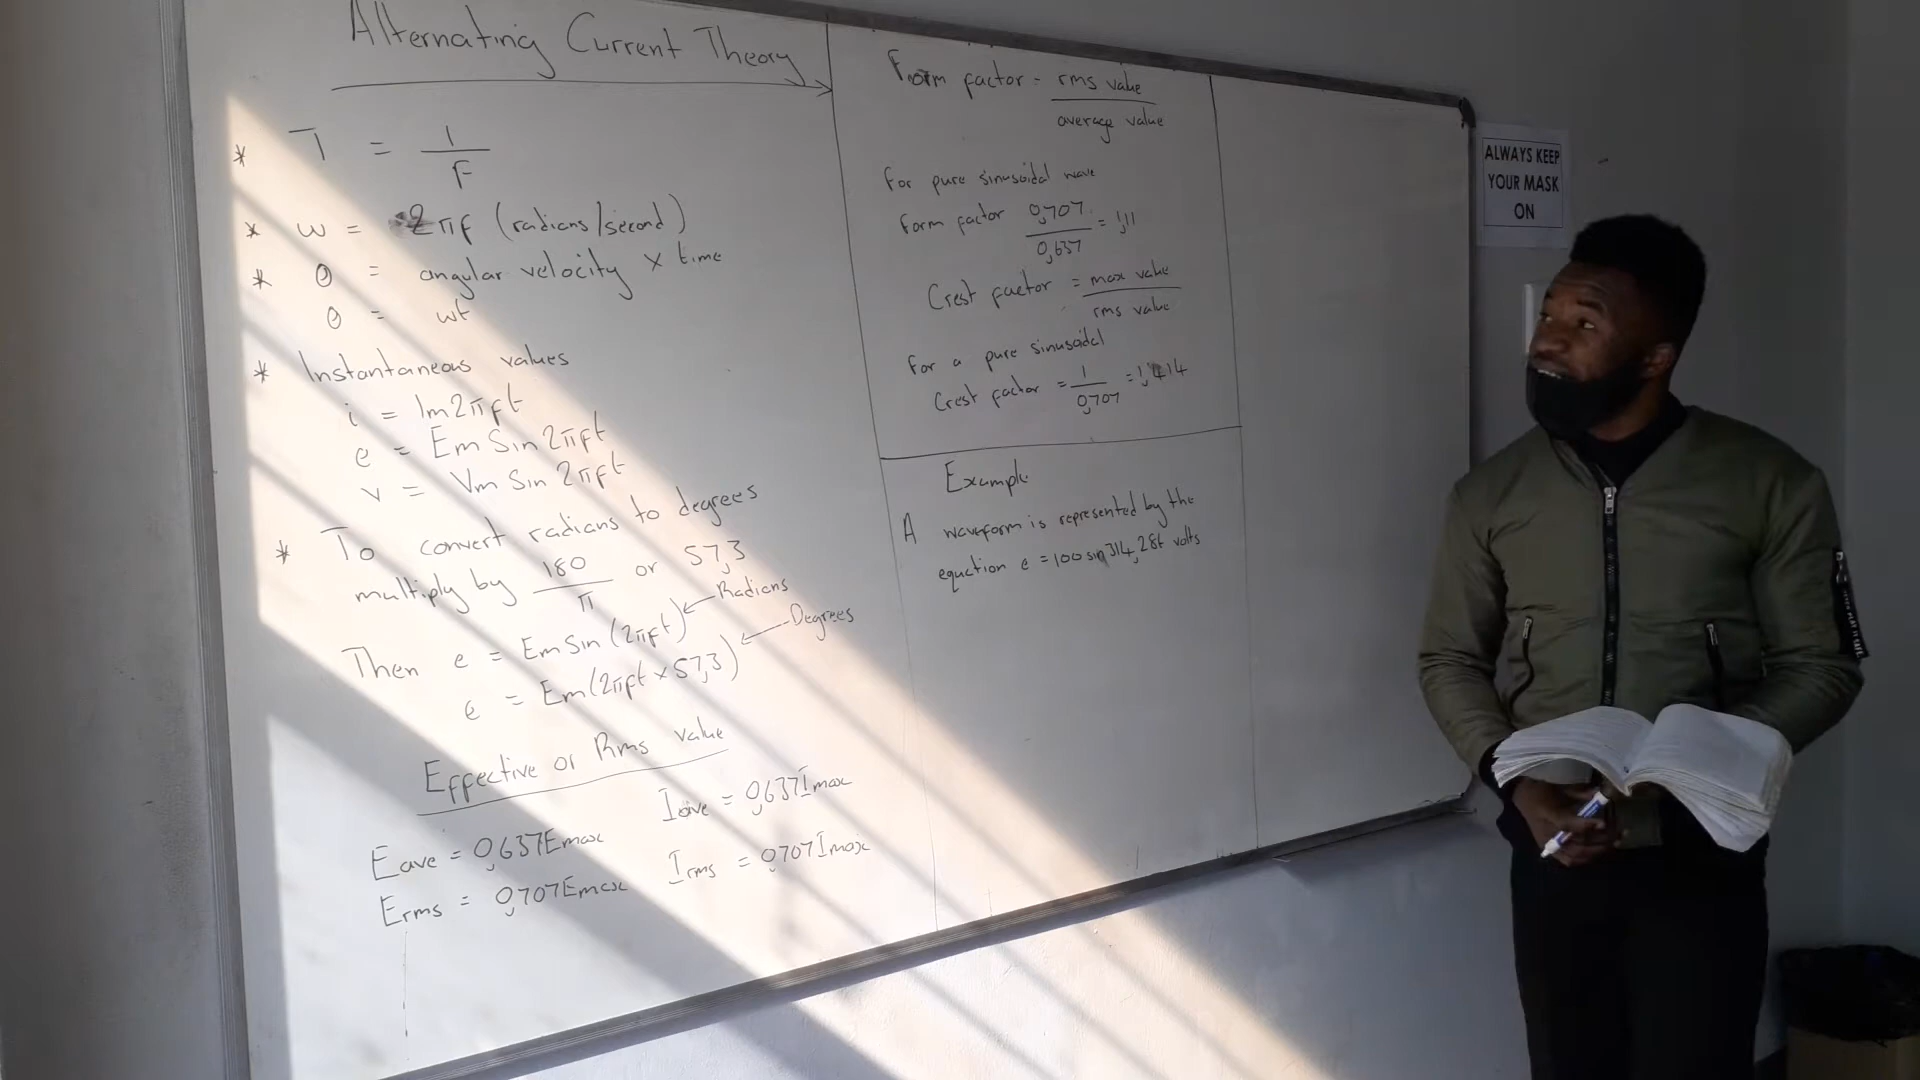 Alternating Current Theory
* T = 1/F
* w = 2πf (radians/second)
* θ = angular velocity x time
θ = wt
* Instantaneous values
i = Im2πft
e = Em Sin 2πft
v = Vm Sin 2πft
* To convert radians to degrees
multiply by 180/π or 57,3
Then e = Em Sin (2πft) ← Radians
e = Em(2πft x 57,3) ← Degrees
Effective or Rms value
Eave = 0,637Emax Iave = 0,637Imax
Erms = 0,707Emax Irms = 0,707Imax
Form factor = rms value/average value
For pure sinusoidal wave
Form factor 0,707/0,637 = 1,11
Crest factor = max value/rms value
For a pure sinusoidal
Crest factor = 1/0,707 = 1,414
Example
A waveform is represented by the
equation e = 100 sin 314,28t volts
ALWAYS KEEP
YOUR MASK
ON